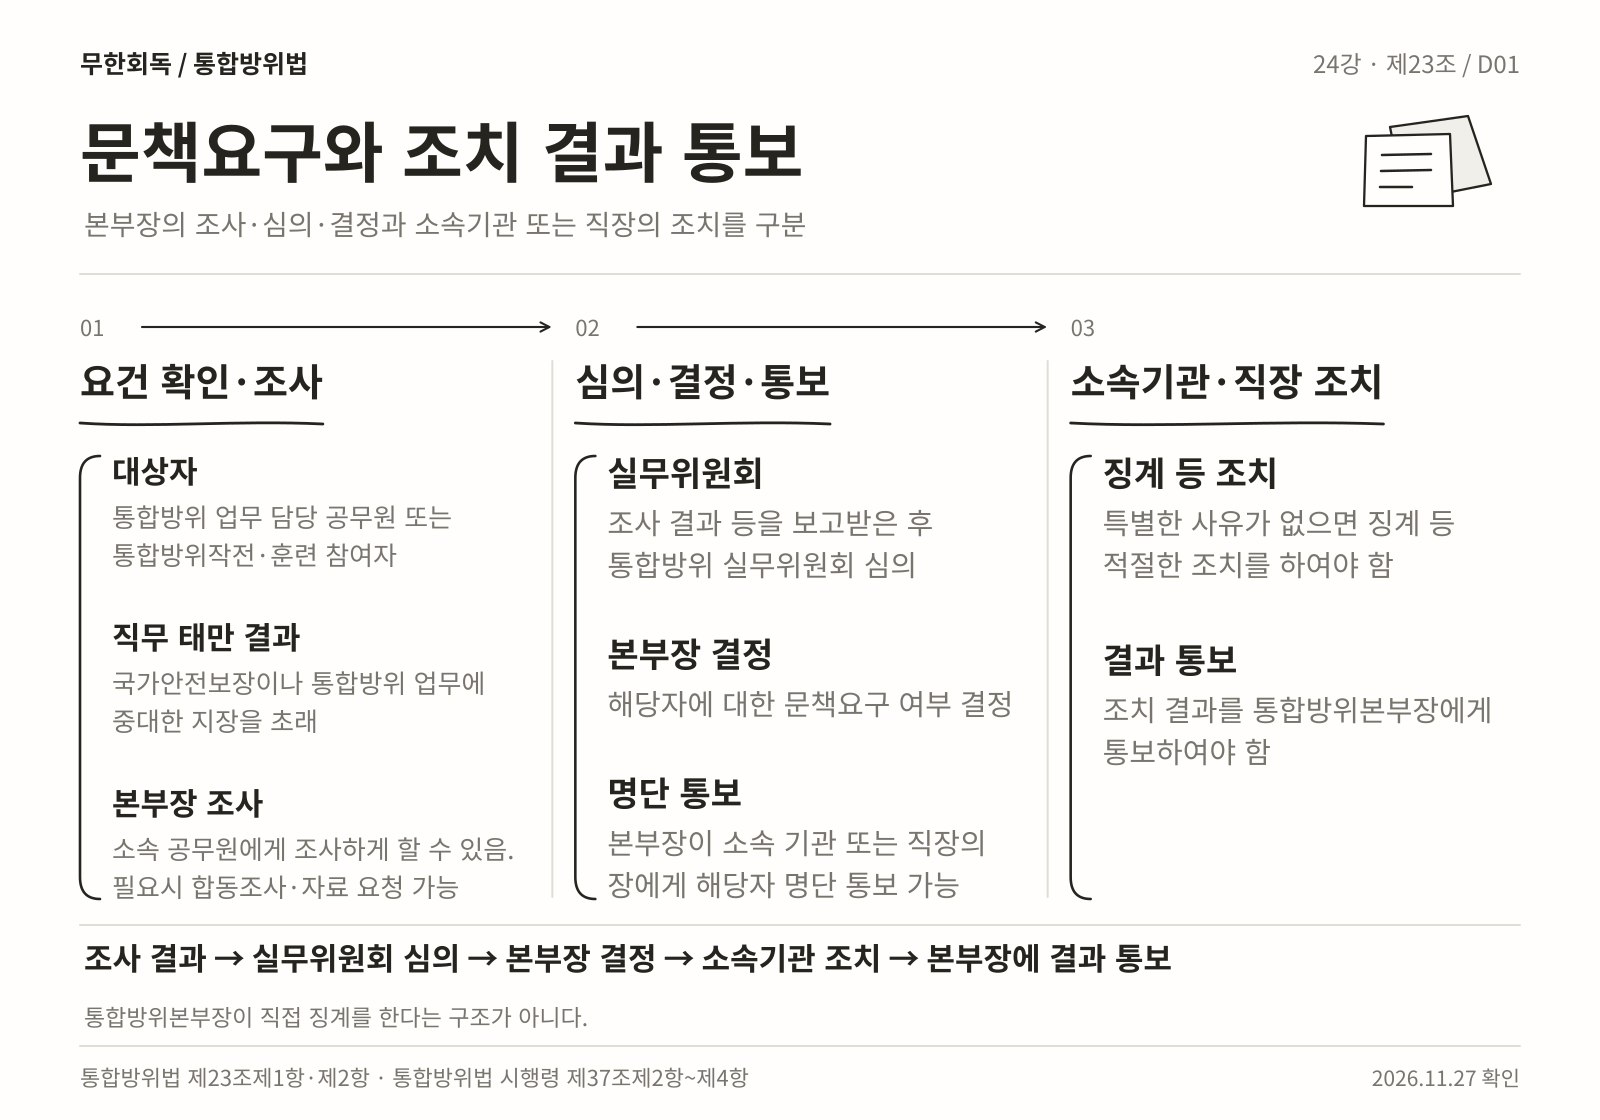 무한회독 / 통합방위법
24강 · 제23조 / D01
문책요구와 조치 결과 통보
본부장의 조사·심의·결정과 소속기관 또는 직장의 조치를 구분
01
요건 확인·조사
대상자
통합방위 업무 담당 공무원 또는
통합방위작전·훈련 참여자
직무 태만 결과
국가안전보장이나 통합방위 업무에
중대한 지장을 초래
본부장 조사
소속 공무원에게 조사하게 할 수 있음.
필요시 합동조사·자료 요청 가능
02
심의·결정·통보
실무위원회
조사 결과 등을 보고받은 후
통합방위 실무위원회 심의
본부장 결정
해당자에 대한 문책요구 여부 결정
명단 통보
본부장이 소속 기관 또는 직장의
장에게 해당자 명단 통보 가능
03
소속기관·직장 조치
징계 등 조치
특별한 사유가 없으면 징계 등
적절한 조치를 하여야 함
결과 통보
조치 결과를 통합방위본부장에게
통보하여야 함
조사 결과 → 실무위원회 심의 → 본부장 결정 → 소속기관 조치 → 본부장에 결과 통보
통합방위본부장이 직접 징계를 한다는 구조가 아니다.
통합방위법 제23조제1항·제2항 · 통합방위법 시행령 제37조제2항~제4항
2026.11.27 확인